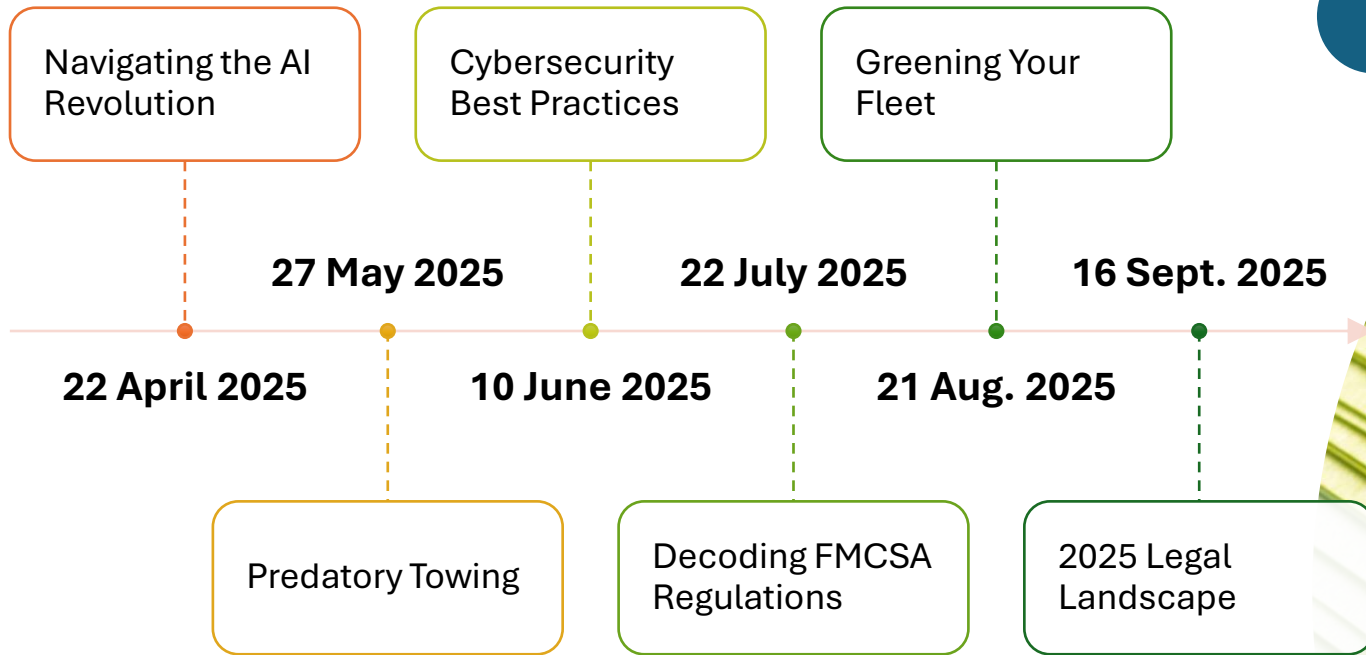 Navigating the AI
Revolution
Cybersecurity
Best Practices
Greening Your
Fleet
27 May 2025
22 July 2025
16 Sept. 2025
22 April 2025
10 June 2025
21 Aug. 2025
Predatory Towing
Decoding FMCSA
Regulations
2025 Legal
Landscape